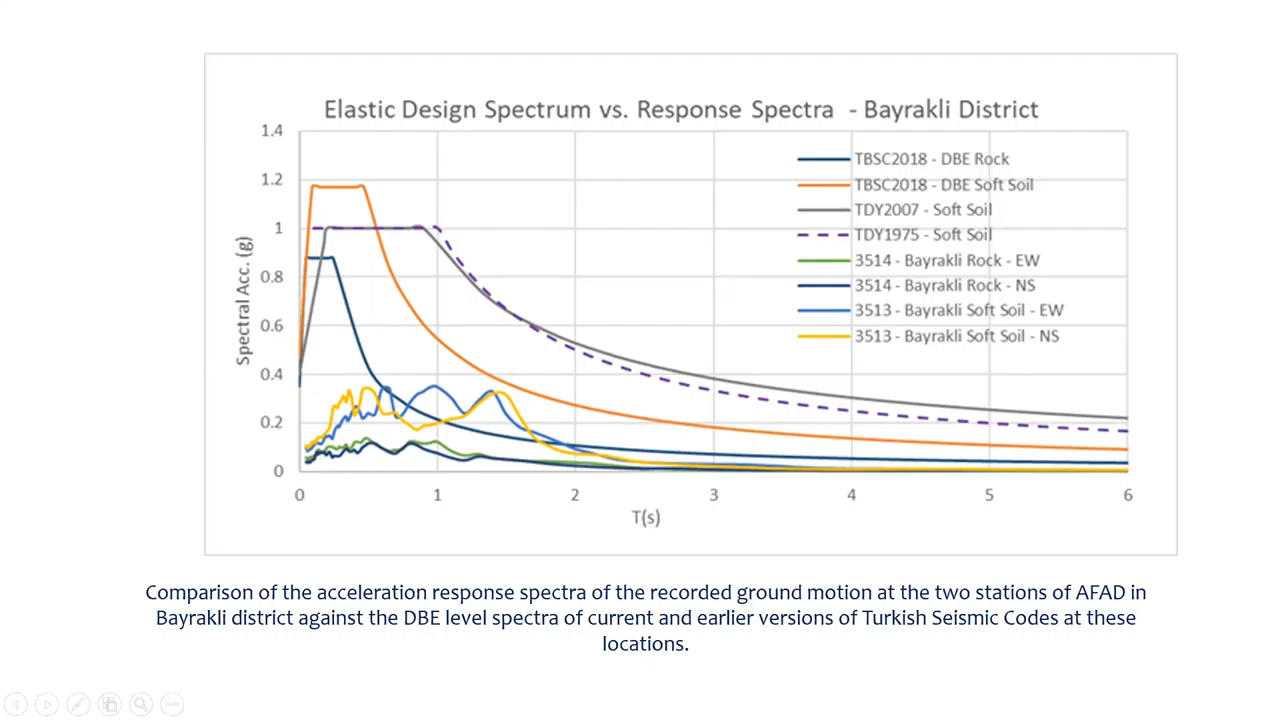 Elastic Design Spectrum vs. Response Spectra - Bayrakli District
1.4
1.2
1
0.8
0.6
0.4
0.2
0
Spectral Acc. (g)
TBSC2018 - DBE Rock
TBSC2018 - DBE Soft Soil
TDY2007 - Soft Soil
TDY1975 - Soft Soil
3514 - Bayrakli Rock - EW
3514 - Bayrakli Rock - NS
3513 - Bayrakli Soft Soil - EW
3513 - Bayrakli Soft Soil - NS
0 1 2 3 4 5 6
T(s)
Comparison of the acceleration response spectra of the recorded ground motion at the two stations of AFAD in
Bayrakli district against the DBE level spectra of current and earlier versions of Turkish Seismic Codes at these
locations.